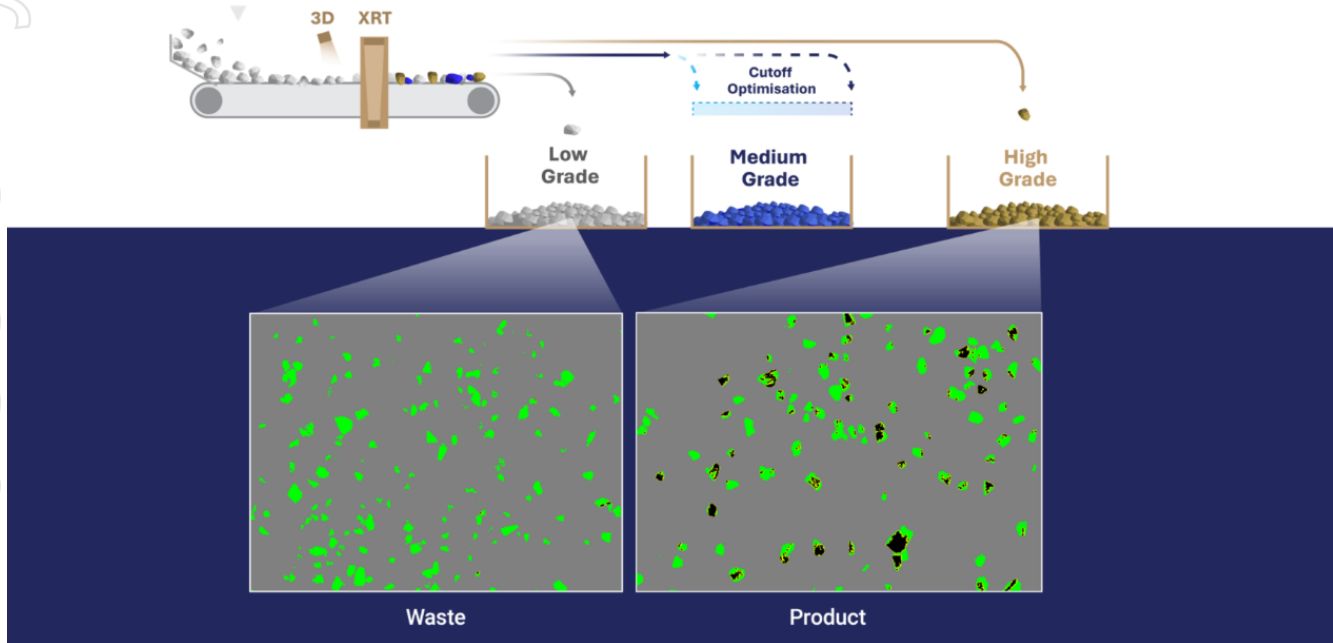 3D XRT
Cutoff
Optimisation
Low
Grade
Medium
Grade
High
Grade
Waste
Product